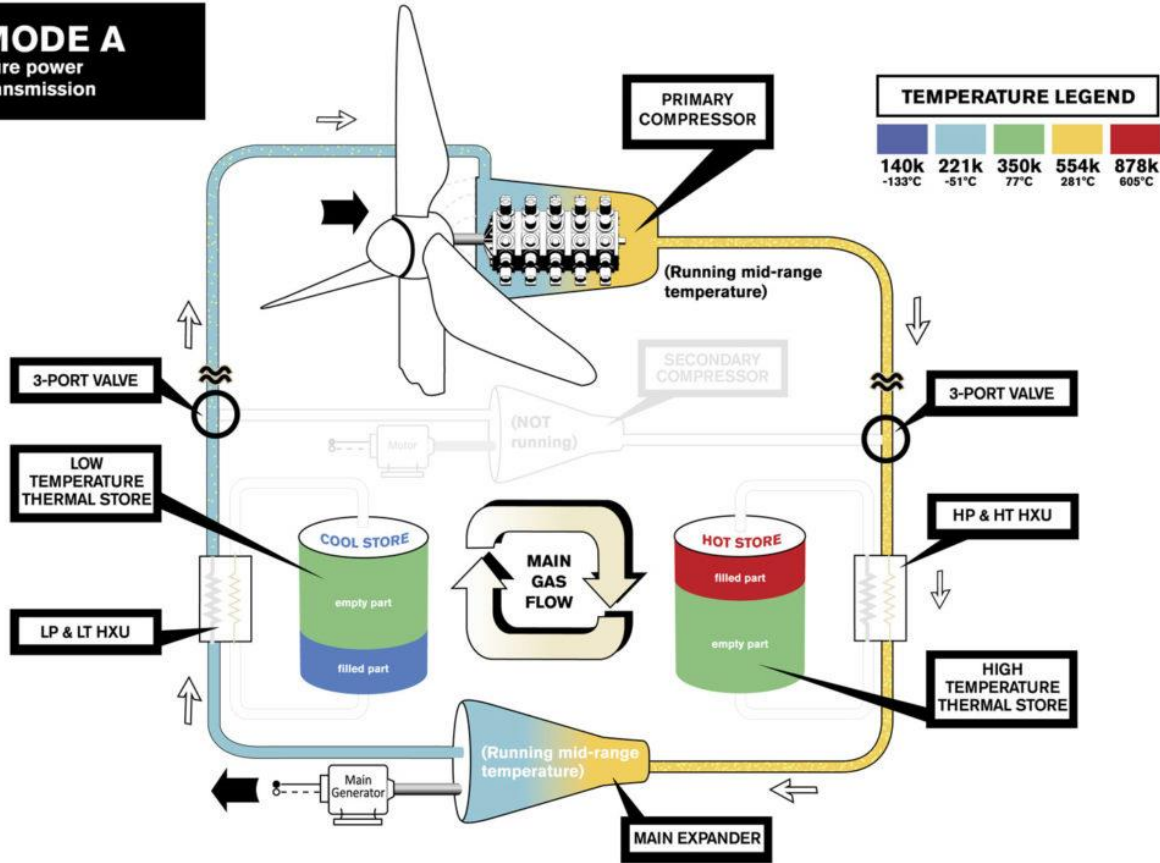 MODE A
ure power
ansmission
PRIMARY
COMPRESSOR
TEMPERATURE LEGEND
140k 221k 350k 554k 878k
-133°C -51°C 77°C 281°C 605°C
(Running mid-range
temperature)
3-PORT VALVE
SECONDARY
COMPRESSOR
3-PORT VALVE
(NOT
running)
Motor
LOW
TEMPERATURE
THERMAL STORE
COOL STORE
empty part
filled part
MAIN
GAS
FLOW
HOT STORE
filled part
empty part
HP & HT HXU
LP & LT HXU
HIGH
TEMPERATURE
THERMAL STORE
(Running mid-range
temperature)
Main
Generator
MAIN EXPANDER